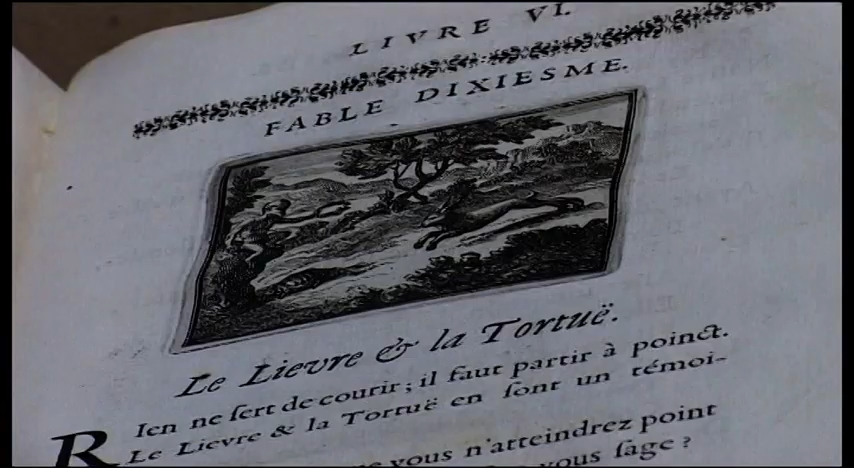 LIVRE VI.
FABLE DIXIESME.
Le Lievre & la Tortuë.
RIen ne ſert de courir ; il faut partir à poinct.
Le Lievre & la Tortuë en ſont un témoi-
vous n'atteindrez point
vous ſage ?